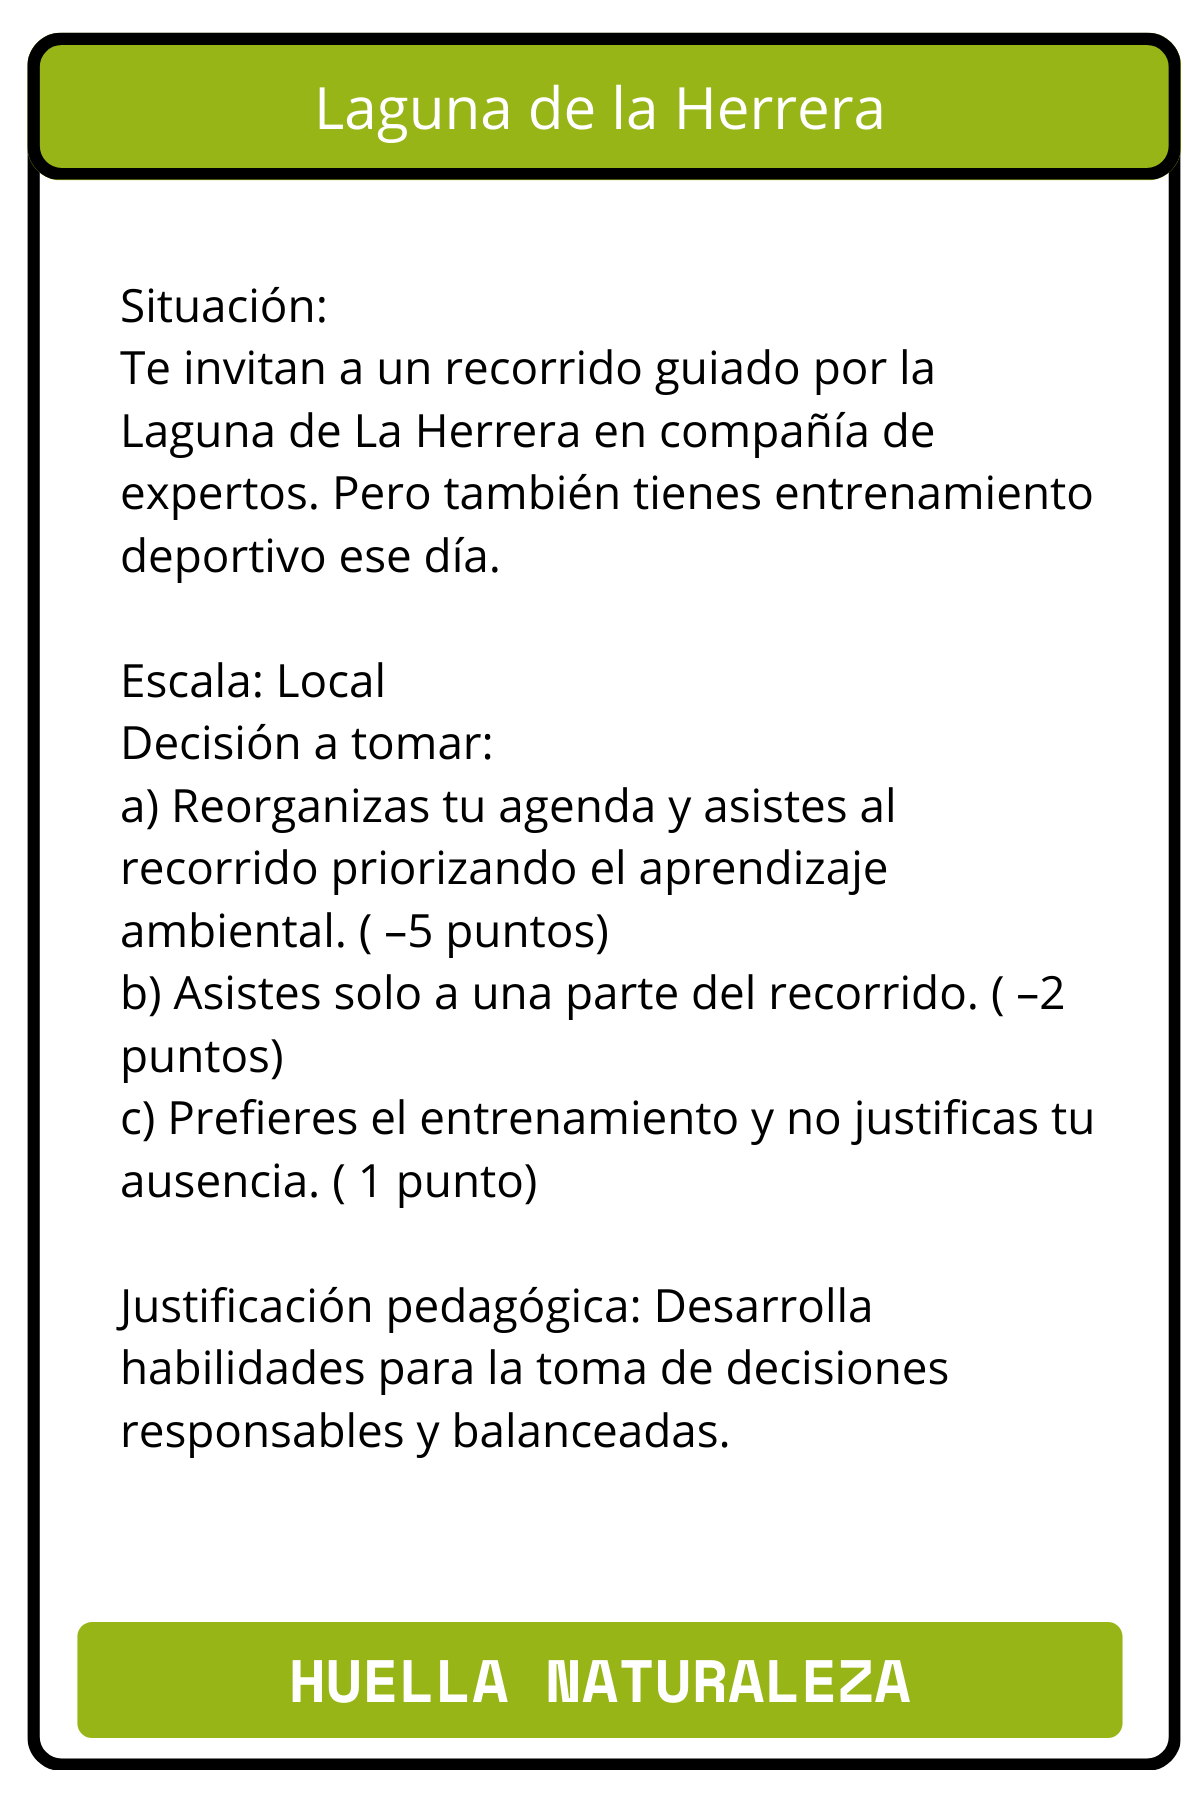 Laguna de la Herrera
Situación:
Te invitan a un recorrido guiado por la
Laguna de La Herrera en compañía de
expertos. Pero también tienes entrenamiento
deportivo ese día.
Escala: Local
Decisión a tomar:
a) Reorganizas tu agenda y asistes al
recorrido priorizando el aprendizaje
ambiental. ( –5 puntos)
b) Asistes solo a una parte del recorrido. ( –2
puntos)
c) Prefieres el entrenamiento y no justificas tu
ausencia. ( 1 punto)
Justificación pedagógica: Desarrolla
habilidades para la toma de decisiones
responsables y balanceadas.
HUELLA NATURALEZA